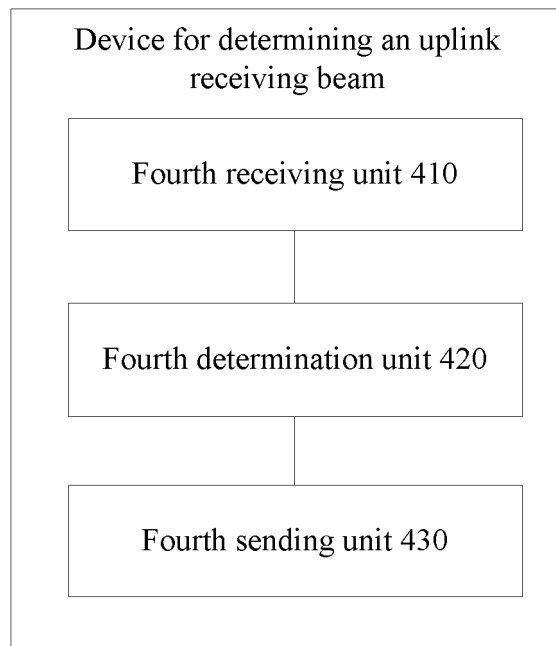 Device for determining an uplink
receiving beam
Fourth receiving unit 410
Fourth determination unit 420
Fourth sending unit 430